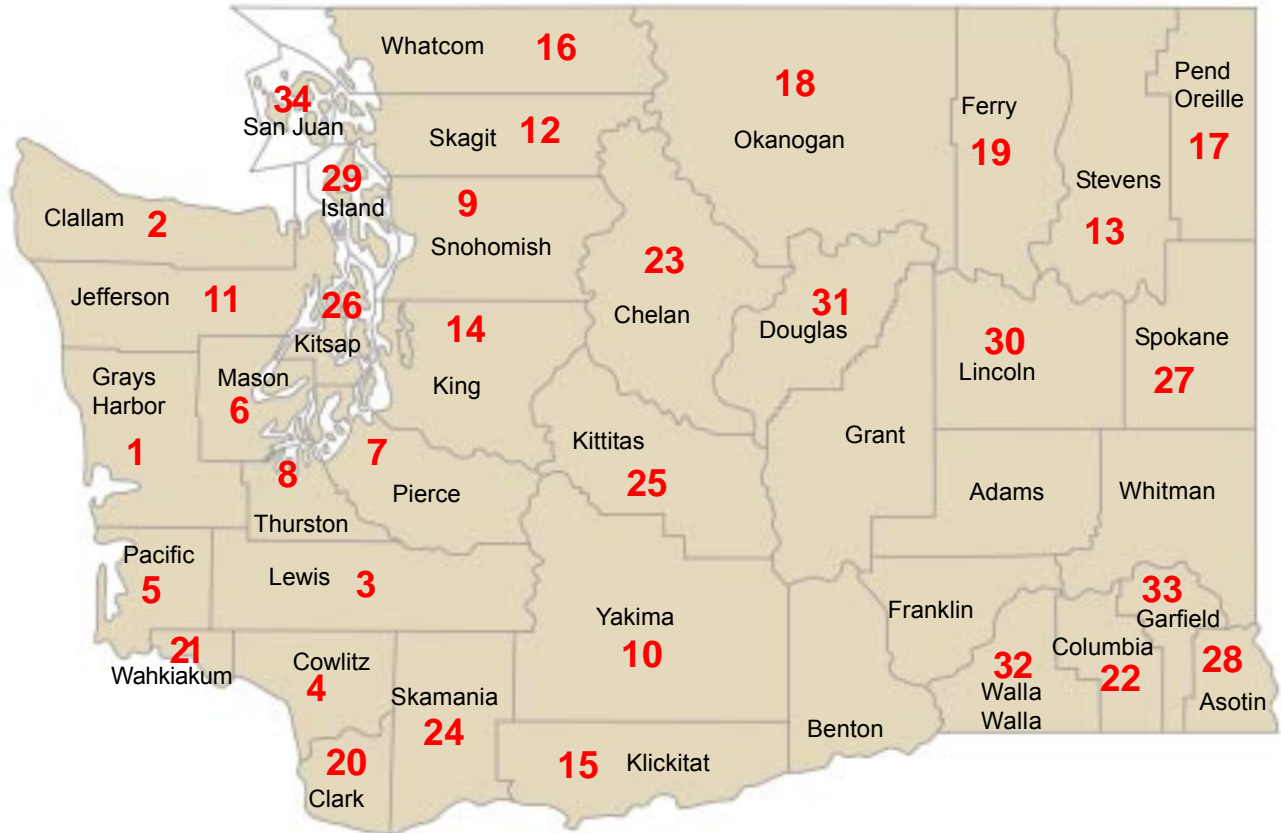 Whatcom 16
18
Pend
Oreille
17
34
San Juan
Skagit 12
Okanogan
Ferry
19
Stevens
13
29
Island
9
Snohomish
Clallam 2
23
Chelan
Jefferson 11
26
Kitsap
14
King
31
Douglas
30
Lincoln
Spokane
27
Grays
Harbor
1
Mason
6
Kittitas
25
Grant
7
Pierce
8
Thurston
Adams
Whitman
Pacific
5
Lewis 3
Yakima
10
Franklin
33
Garfield
21
Wahkiakum
Cowlitz
4
Skamania
24
32
Walla
Walla
Columbia
22
28
Asotin
Benton
20
Clark
15 Klickitat